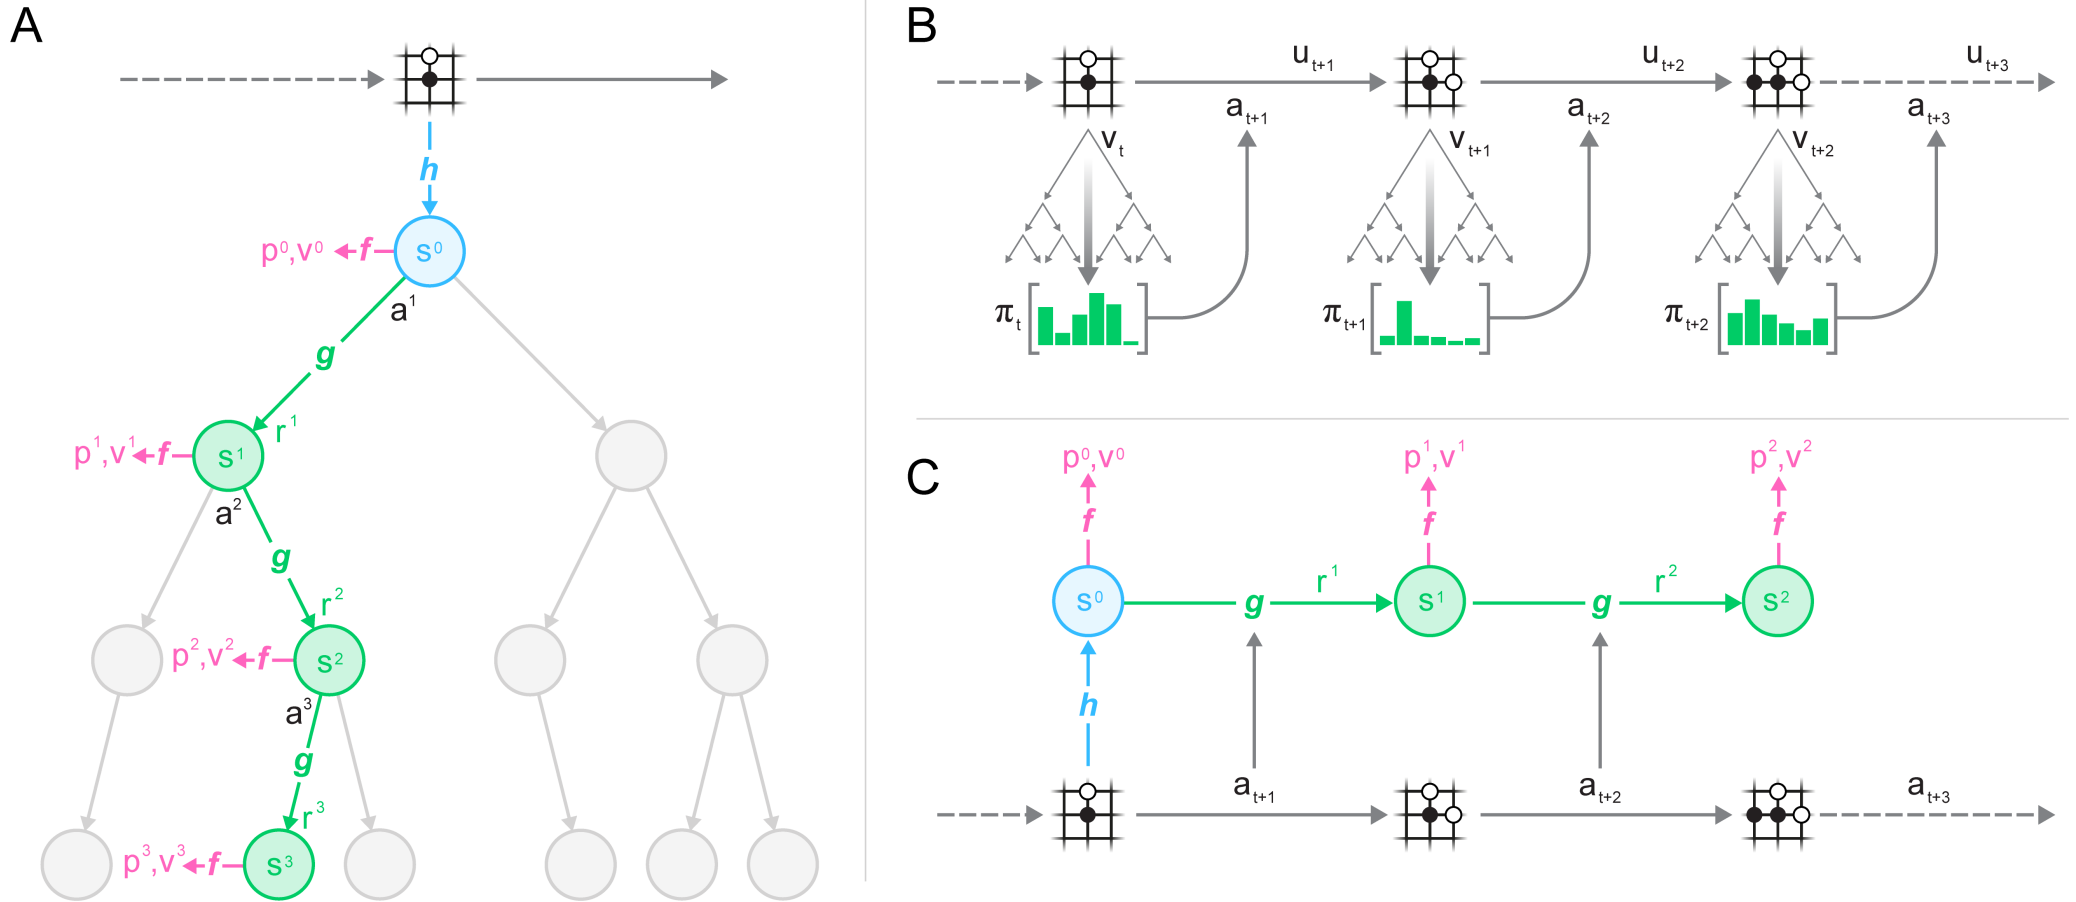 A
h
p⁰,v⁰ f s⁰
a¹
g
r¹
p¹,v¹ f s¹
a²
g
r²
p²,v² f s²
a³
g
r³
p³,v³ f s³
B
uₜ₊₁ uₜ₊₂ uₜ₊₃
aₜ₊₁ aₜ₊₂ aₜ₊₃
vₜ vₜ₊₁ vₜ₊₂
πₜ πₜ₊₁ πₜ₊₂
C
p⁰,v⁰ p¹,v¹ p²,v²
f f f
r¹ r²
s⁰ g s¹ g s²
h
aₜ₊₁ aₜ₊₂ aₜ₊₃